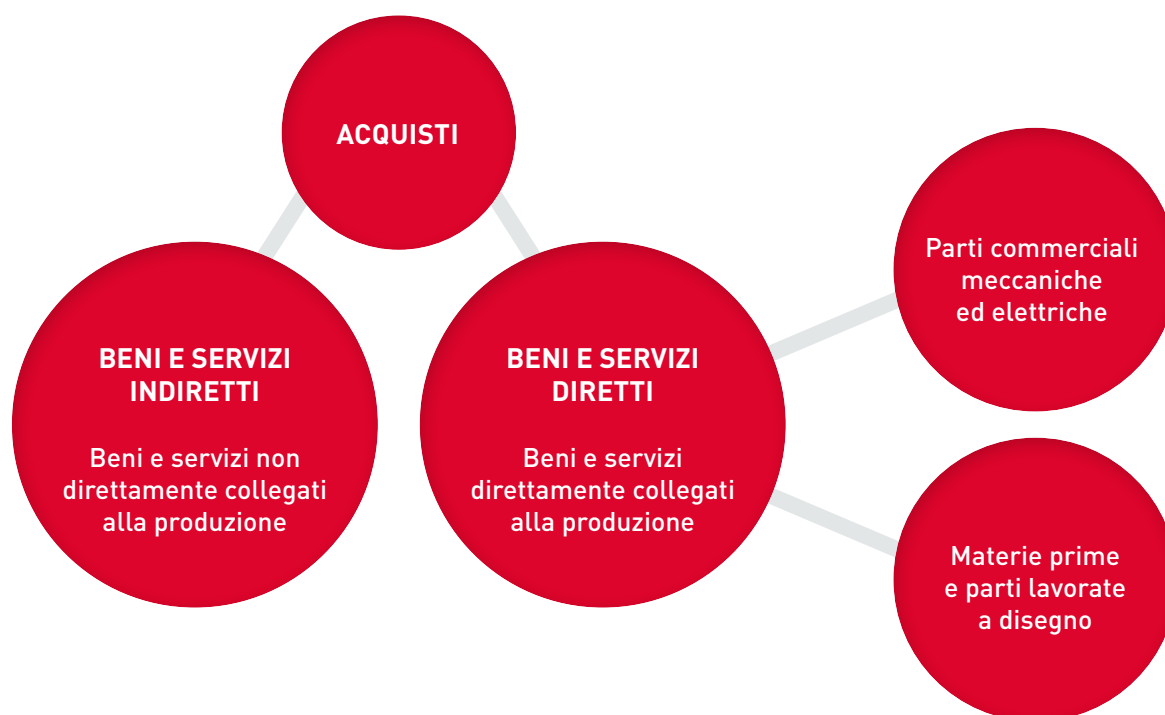 ACQUISTI
BENI E SERVIZI
INDIRETTI
Beni e servizi non
direttamente collegati
alla produzione
BENI E SERVIZI
DIRETTI
Beni e servizi
direttamente collegati
alla produzione
Parti commerciali
meccaniche
ed elettriche
Materie prime
e parti lavorate
a disegno